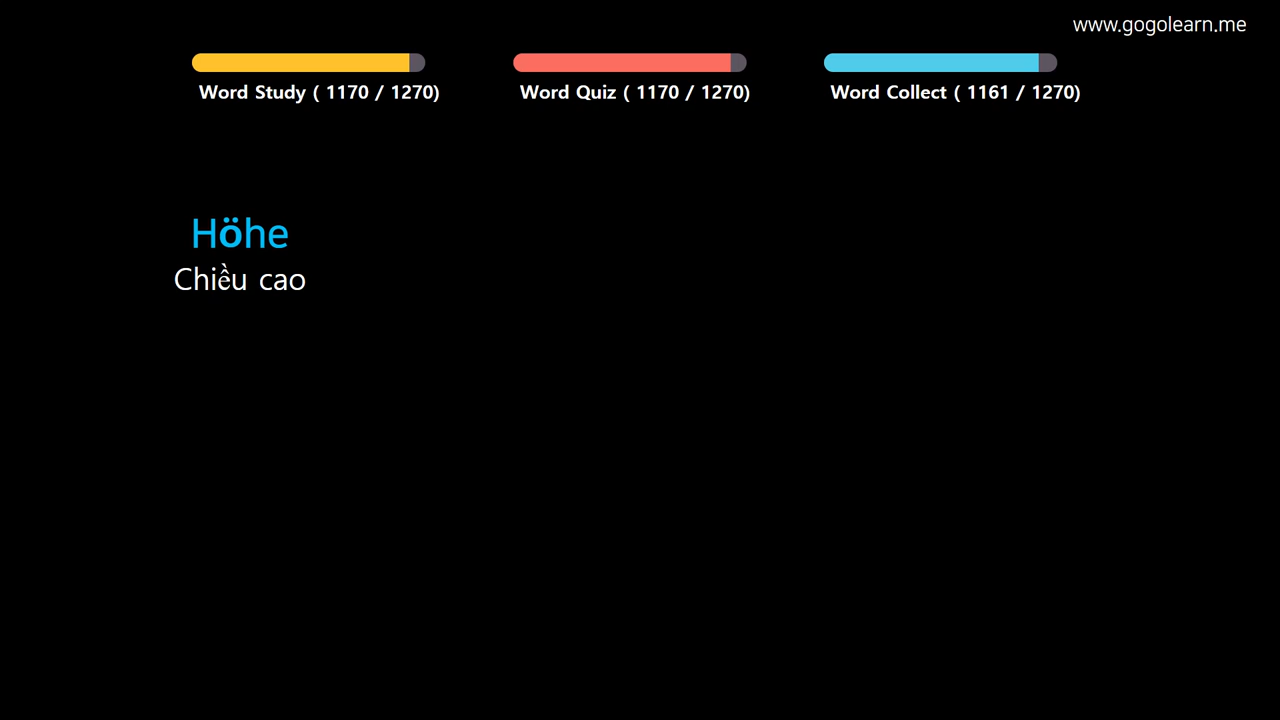 www.gogolearn.me
Word Study ( 1170 / 1270)
Word Quiz ( 1170 / 1270)
Word Collect ( 1161 / 1270)
Höhe
Chiều cao